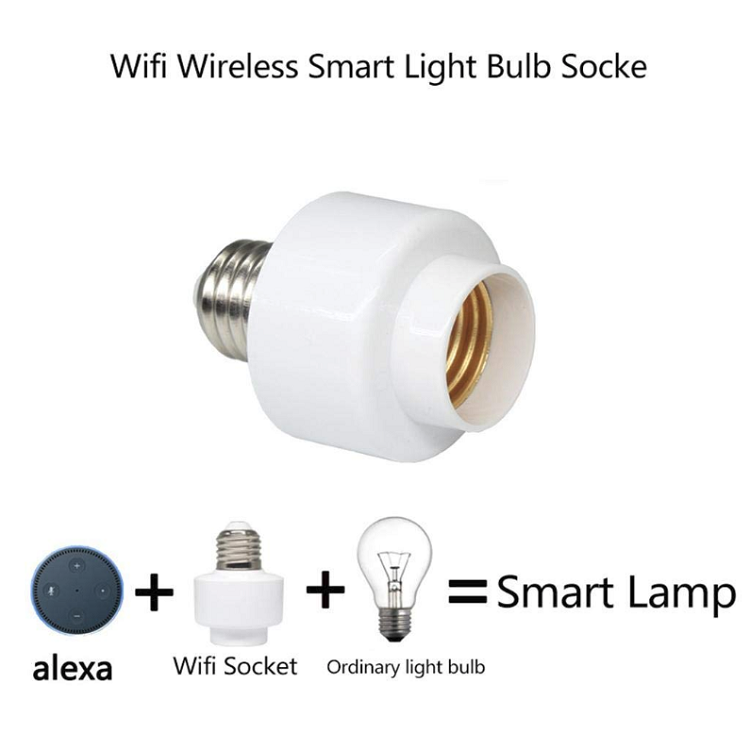 Wifi Wireless Smart Light Bulb Socke
+ + = Smart Lamp
alexa
Wifi Socket
Ordinary light bulb